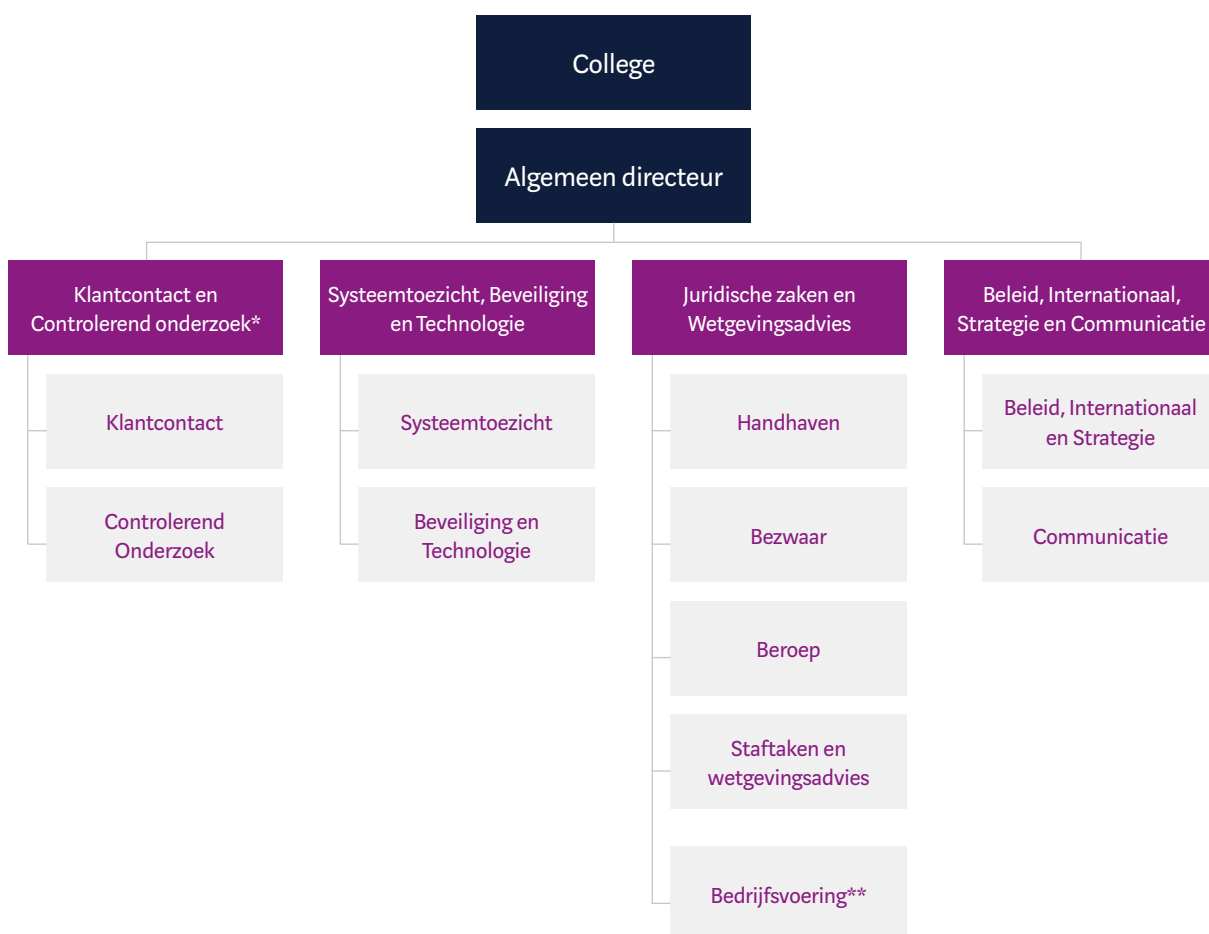 College
Algemeen directeur
Klantcontact en
Controlerend onderzoek*
Klantcontact
Controlerend
Onderzoek
Systeemtoezicht, Beveiliging
en Technologie
Systeemtoezicht
Beveiliging en
Technologie
Juridische zaken en
Wetgevingsadvies
Handhaven
Bezwaar
Beroep
Staftaken en
wetgevingsadvies
Bedrijfsvoering**
Beleid, Internationaal,
Strategie en Communicatie
Beleid, Internationaal
en Strategie
Communicatie